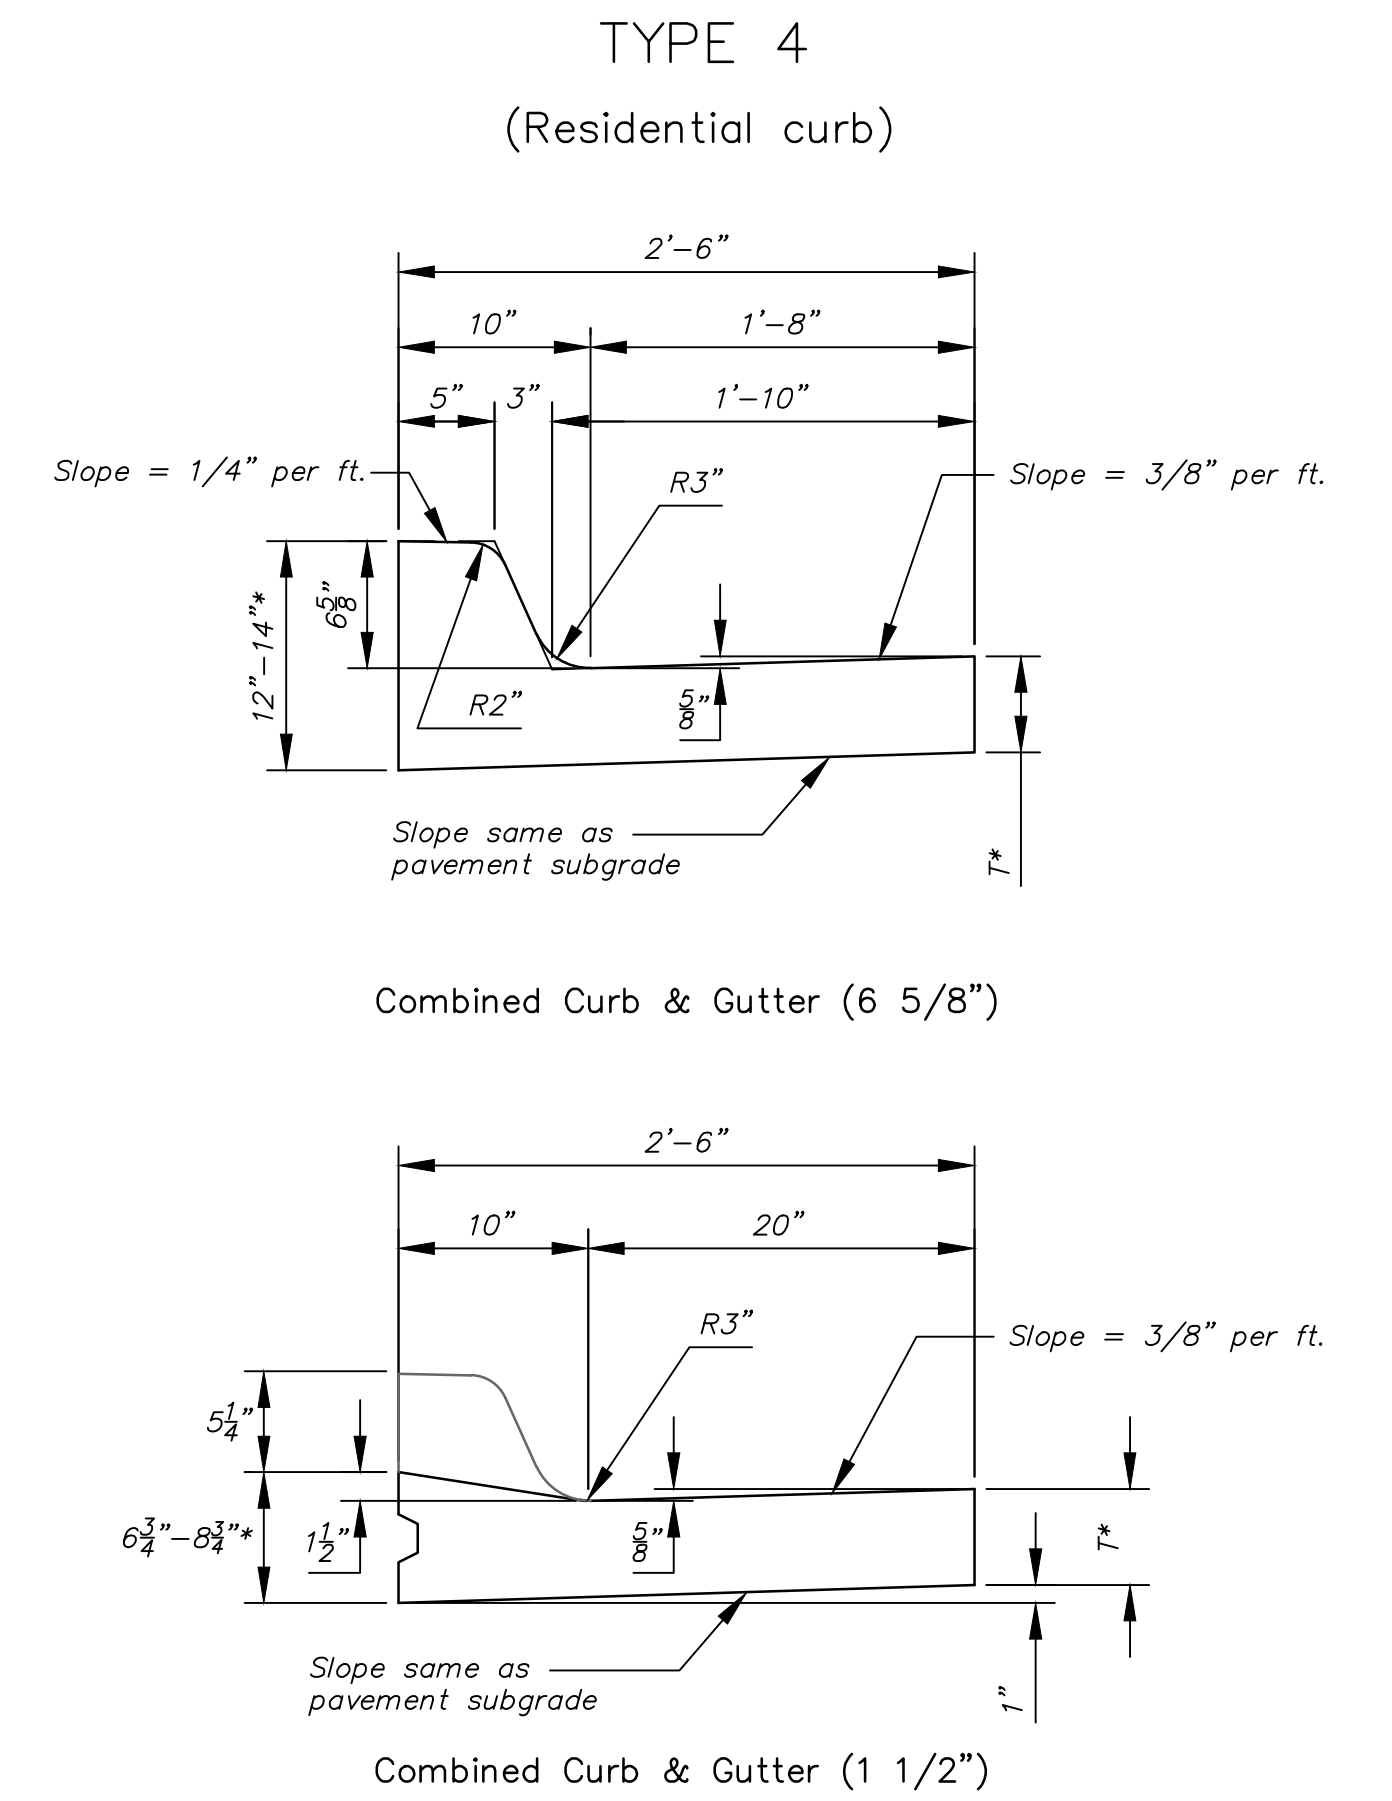 TYPE 4
(Residential curb)
2'-6"
10"
1'-8"
5"
3"
1'-10"
Slope = 1/4" per ft.
R3"
Slope = 3/8" per ft.
12"-14"*
6 5/8"
R2"
5/8"
Slope same as
pavement subgrade
T*
Combined Curb & Gutter (6 5/8")
2'-6"
10"
20"
R3"
Slope = 3/8" per ft.
5 1/4"
6 3/4"-8 3/4"*
1 1/2"
5/8"
T*
Slope same as
pavement subgrade
1"
Combined Curb & Gutter (1 1/2")